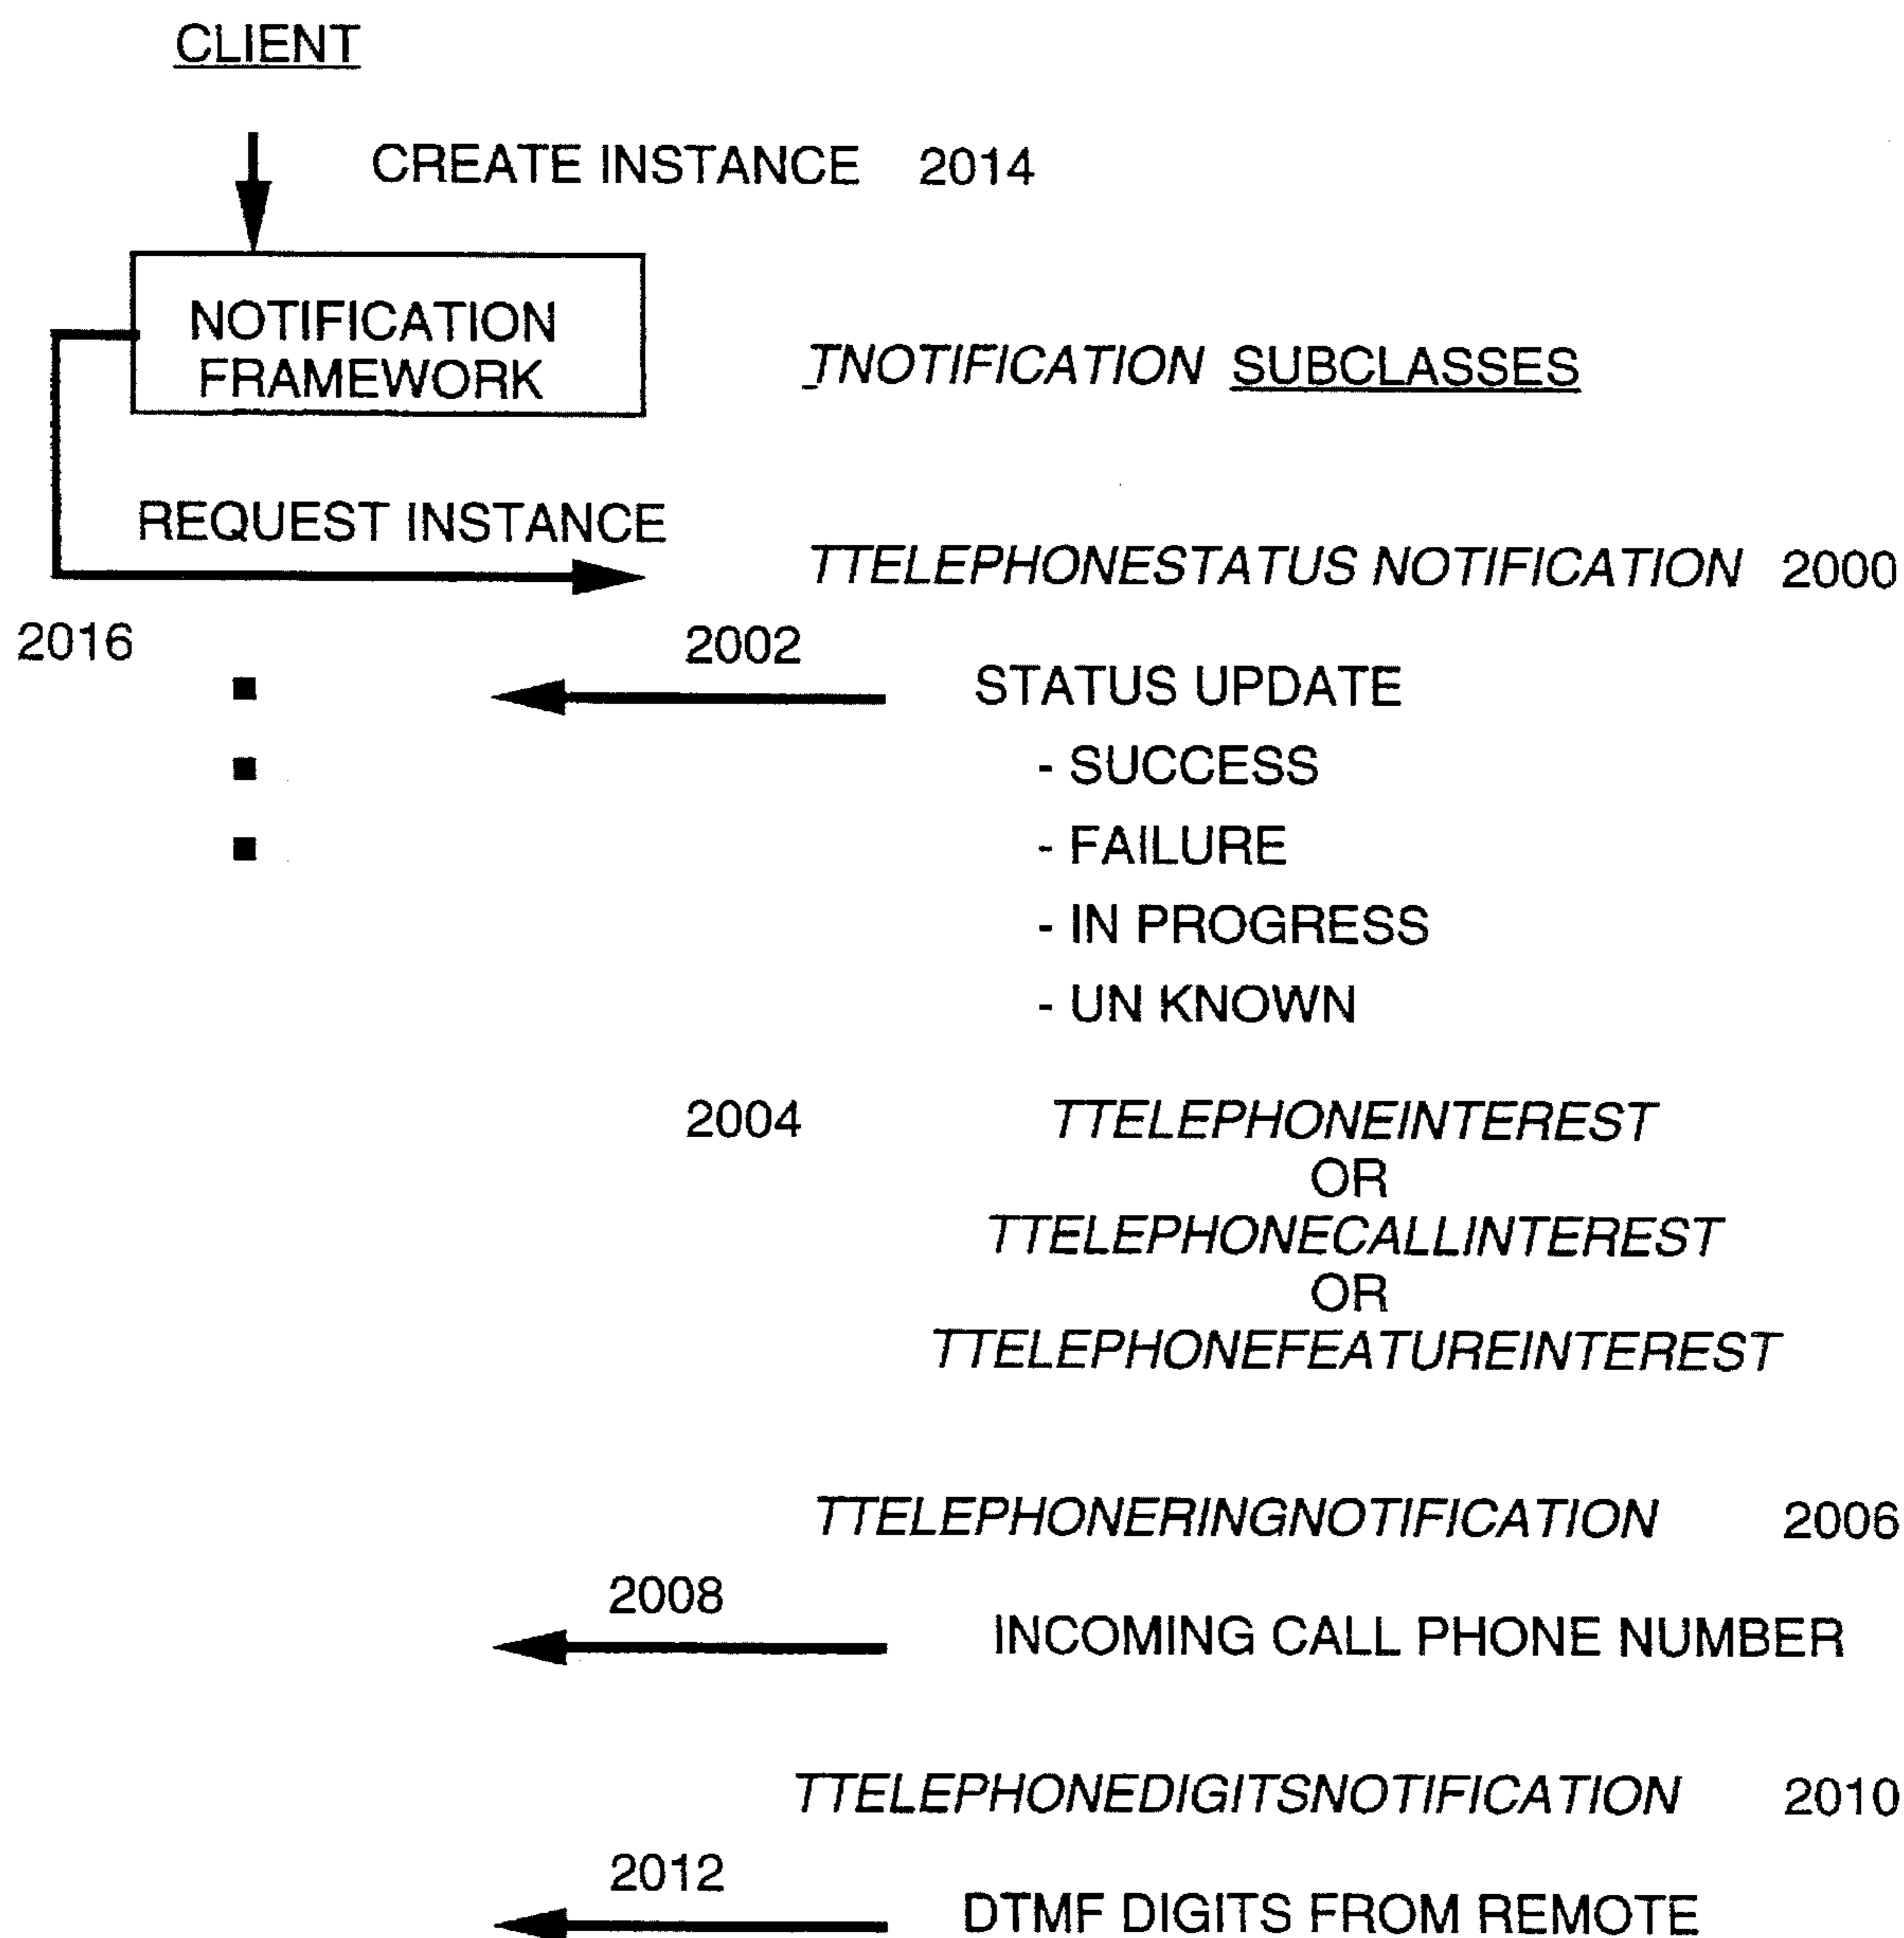 CLIENT
CREATE INSTANCE 2014
NOTIFICATION
FRAMEWORK
TNOTIFICATION SUBCLASSES
REQUEST INSTANCE
TTELEPHONESTATUS NOTIFICATION 2000
2016
2002
STATUS UPDATE
- SUCCESS
- FAILURE
- IN PROGRESS
- UN KNOWN
2004 TTELEPHONEINTEREST
OR
TTELEPHONECALLINTEREST
OR
TTELEPHONEFEATUREINTEREST
TTELEPHONERINGNOTIFICATION 2006
2008
INCOMING CALL PHONE NUMBER
TTELEPHONEDIGITSNOTIFICATION 2010
2012
DTMF DIGITS FROM REMOTE